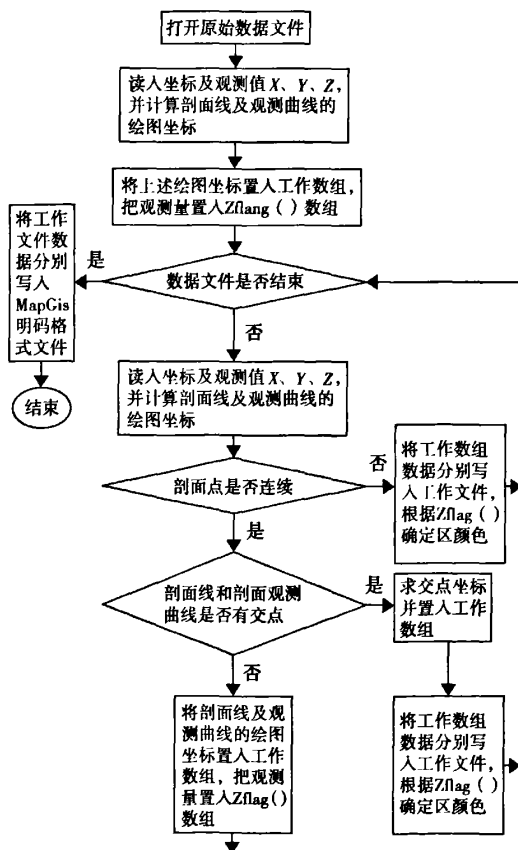 打开原始数据文件
读入坐标及观测值 X、Y、Z，
并计算剖面线及观测曲线的
绘图坐标
将上述绘图坐标置入工作数组，
把观测量置入Zflang（）数组
将工作
文件数
据分别
写入
MapGis
明码格
式文件
是
数据文件是否结束
否
结束
读入坐标及观测值 X、Y、Z，
并计算剖面线及观测曲线的
绘图坐标
剖面点是否连续
否
将工作数组
数据分别写
入工作文件，
根据Zflag（）
确定区颜色
是
剖面线和剖面观测
曲线是否有交点
是
求交点坐标
并置入工作
数组
否
将剖面线及观
测曲线的绘图
坐标置入工作
数组，把观测
量置入Zflag()
数组
将工作数组
数据分别写
入工作文件，
根据Zflag（）
确定区颜色